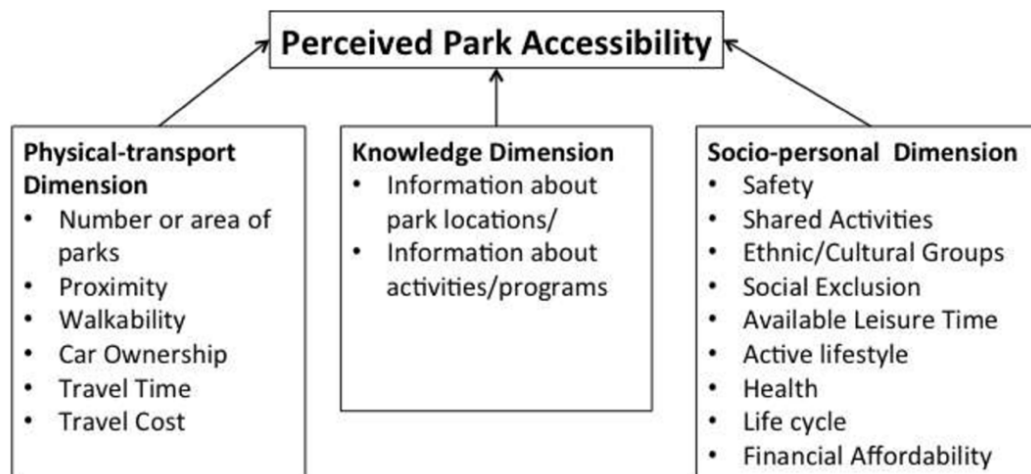 Perceived Park Accessibility
Physical-transport
Dimension
• Number or area of
parks
• Proximity
• Walkability
• Car Ownership
• Travel Time
• Travel Cost
Knowledge Dimension
• Information about
park locations/
• Information about
activities/programs
Socio-personal Dimension
• Safety
• Shared Activities
• Ethnic/Cultural Groups
• Social Exclusion
• Available Leisure Time
• Active lifestyle
• Health
• Life cycle
• Financial Affordability